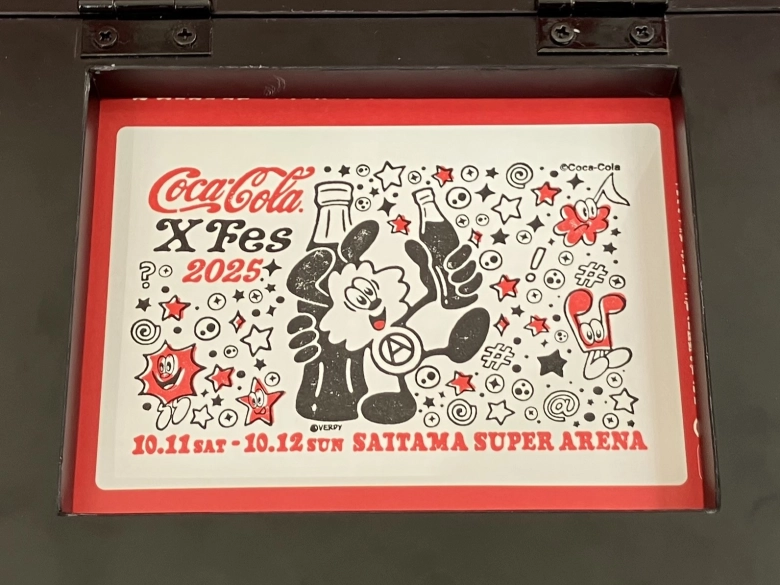 Coca-Cola.
X Fes
2025
©Coca-Cola
?
!
#
#
A
@
©VERDY
10.11 SAT - 10.12 SUN SAITAMA SUPER ARENA